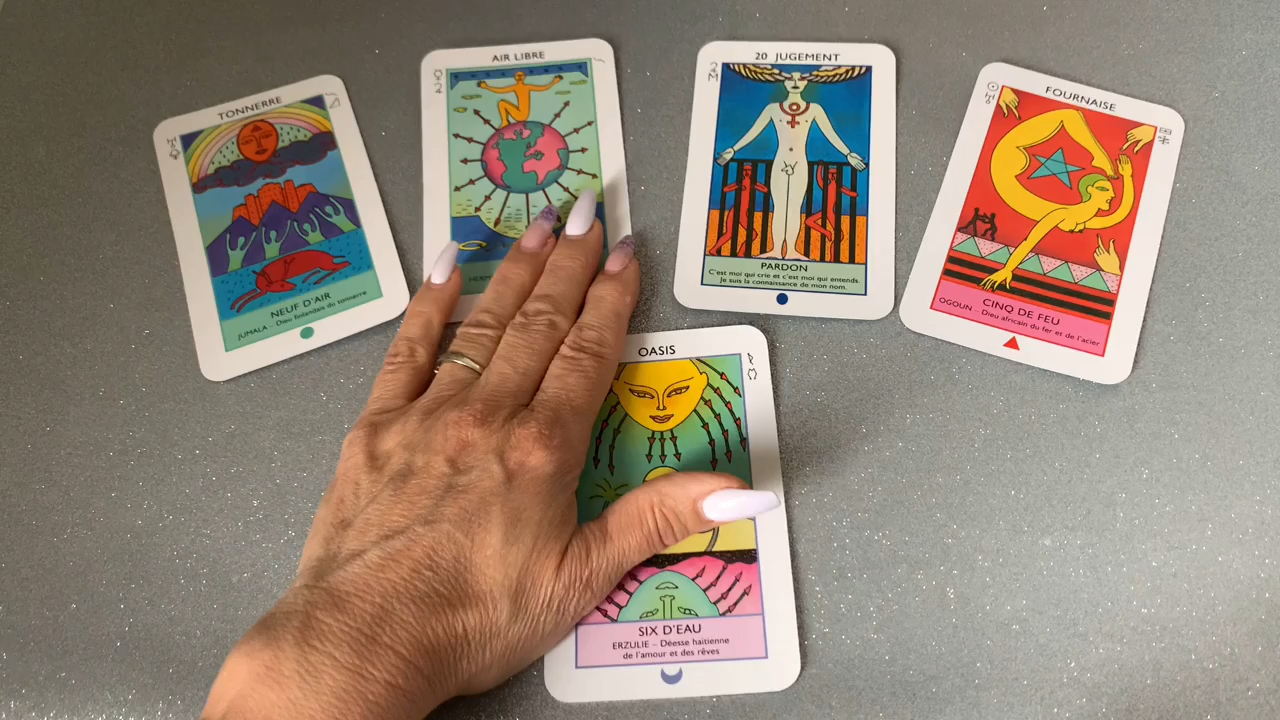 TONNERRE
NEUF D'AIR
JUMALA – Dieu finlandais du tonnerre
AIR LIBRE
20 JUGEMENT
PARDON
C'est moi qui crie et c'est moi qui entends.
Je suis la connaissance de mon nom.
FOURNAISE
CINQ DE FEU
OGOUN – Dieu africain du fer et de l'acier
OASIS
SIX D'EAU
ERZULIE – Déesse haïtienne
de l'amour et des rêves